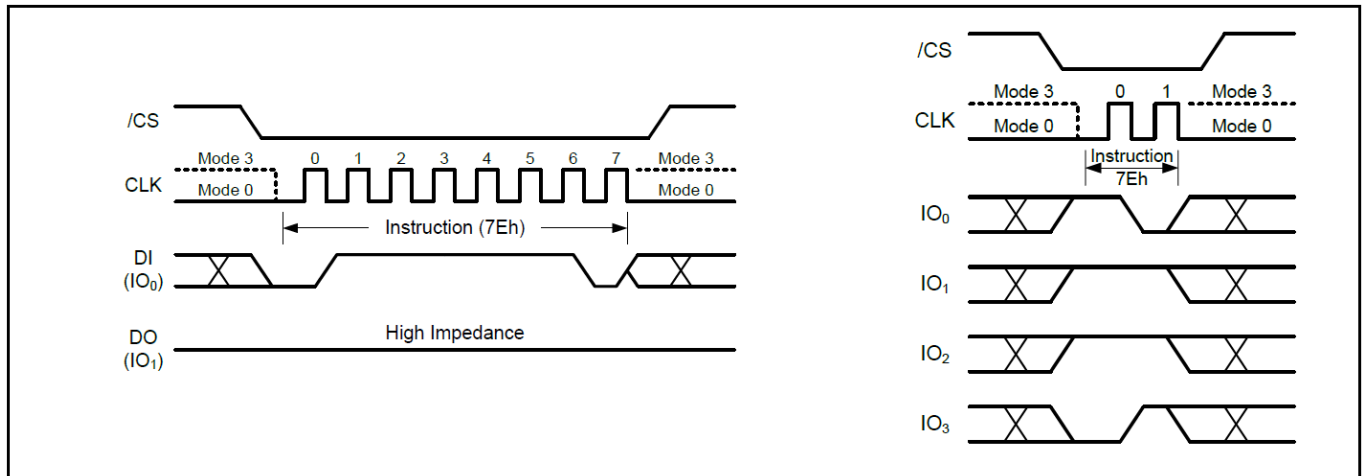 /CS
Mode 3 0 1 2 3 4 5 6 7 Mode 3
CLK
Mode 0 Mode 0
Instruction (7Eh)
DI
(IO₀)
High Impedance
DO
(IO₁)
/CS
Mode 3 0 1 Mode 3
CLK
Mode 0 Mode 0
Instruction
7Eh
IO₀
IO₁
IO₂
IO₃